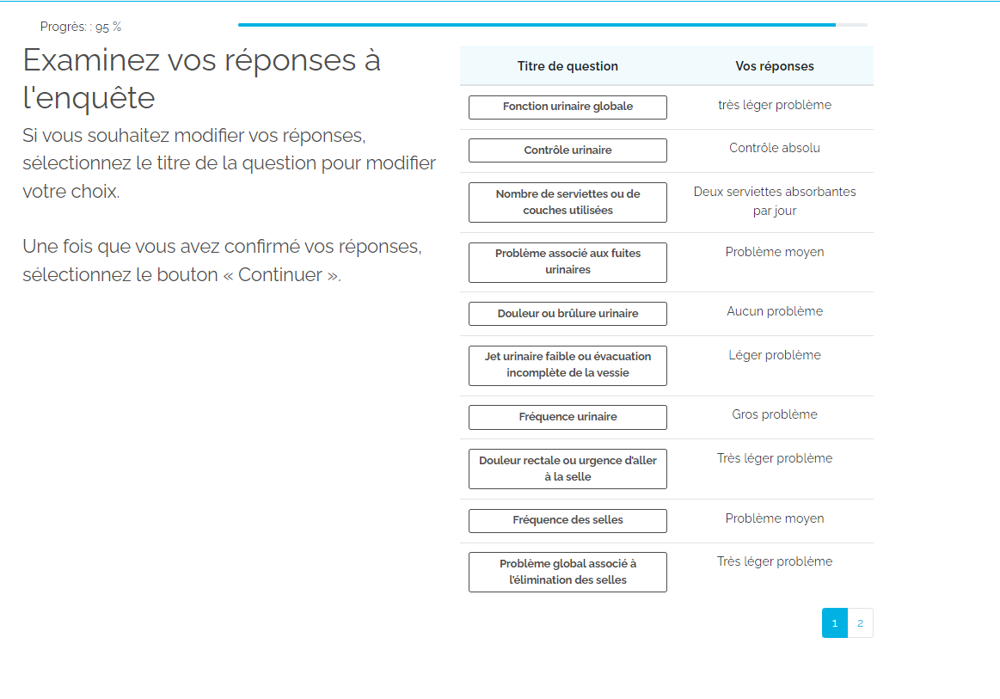 Progrès: : 95 %
Examinez vos réponses à
l'enquête
Si vous souhaitez modifier vos réponses,
sélectionnez le titre de la question pour modifier
votre choix.
Une fois que vous avez confirmé vos réponses,
sélectionnez le bouton « Continuer ».
Titre de question Vos réponses
Fonction urinaire globale très léger problème
Contrôle urinaire Contrôle absolu
Nombre de serviettes ou de
couches utilisées
Deux serviettes absorbantes
par jour
Problème associé aux fuites
urinaires
Problème moyen
Douleur ou brûlure urinaire Aucun problème
Jet urinaire faible ou évacuation
incomplète de la vessie
Léger problème
Fréquence urinaire Gros problème
Douleur rectale ou urgence d'aller
à la selle
Très léger problème
Fréquence des selles Problème moyen
Problème global associé à
l'élimination des selles
Très léger problème
1 2